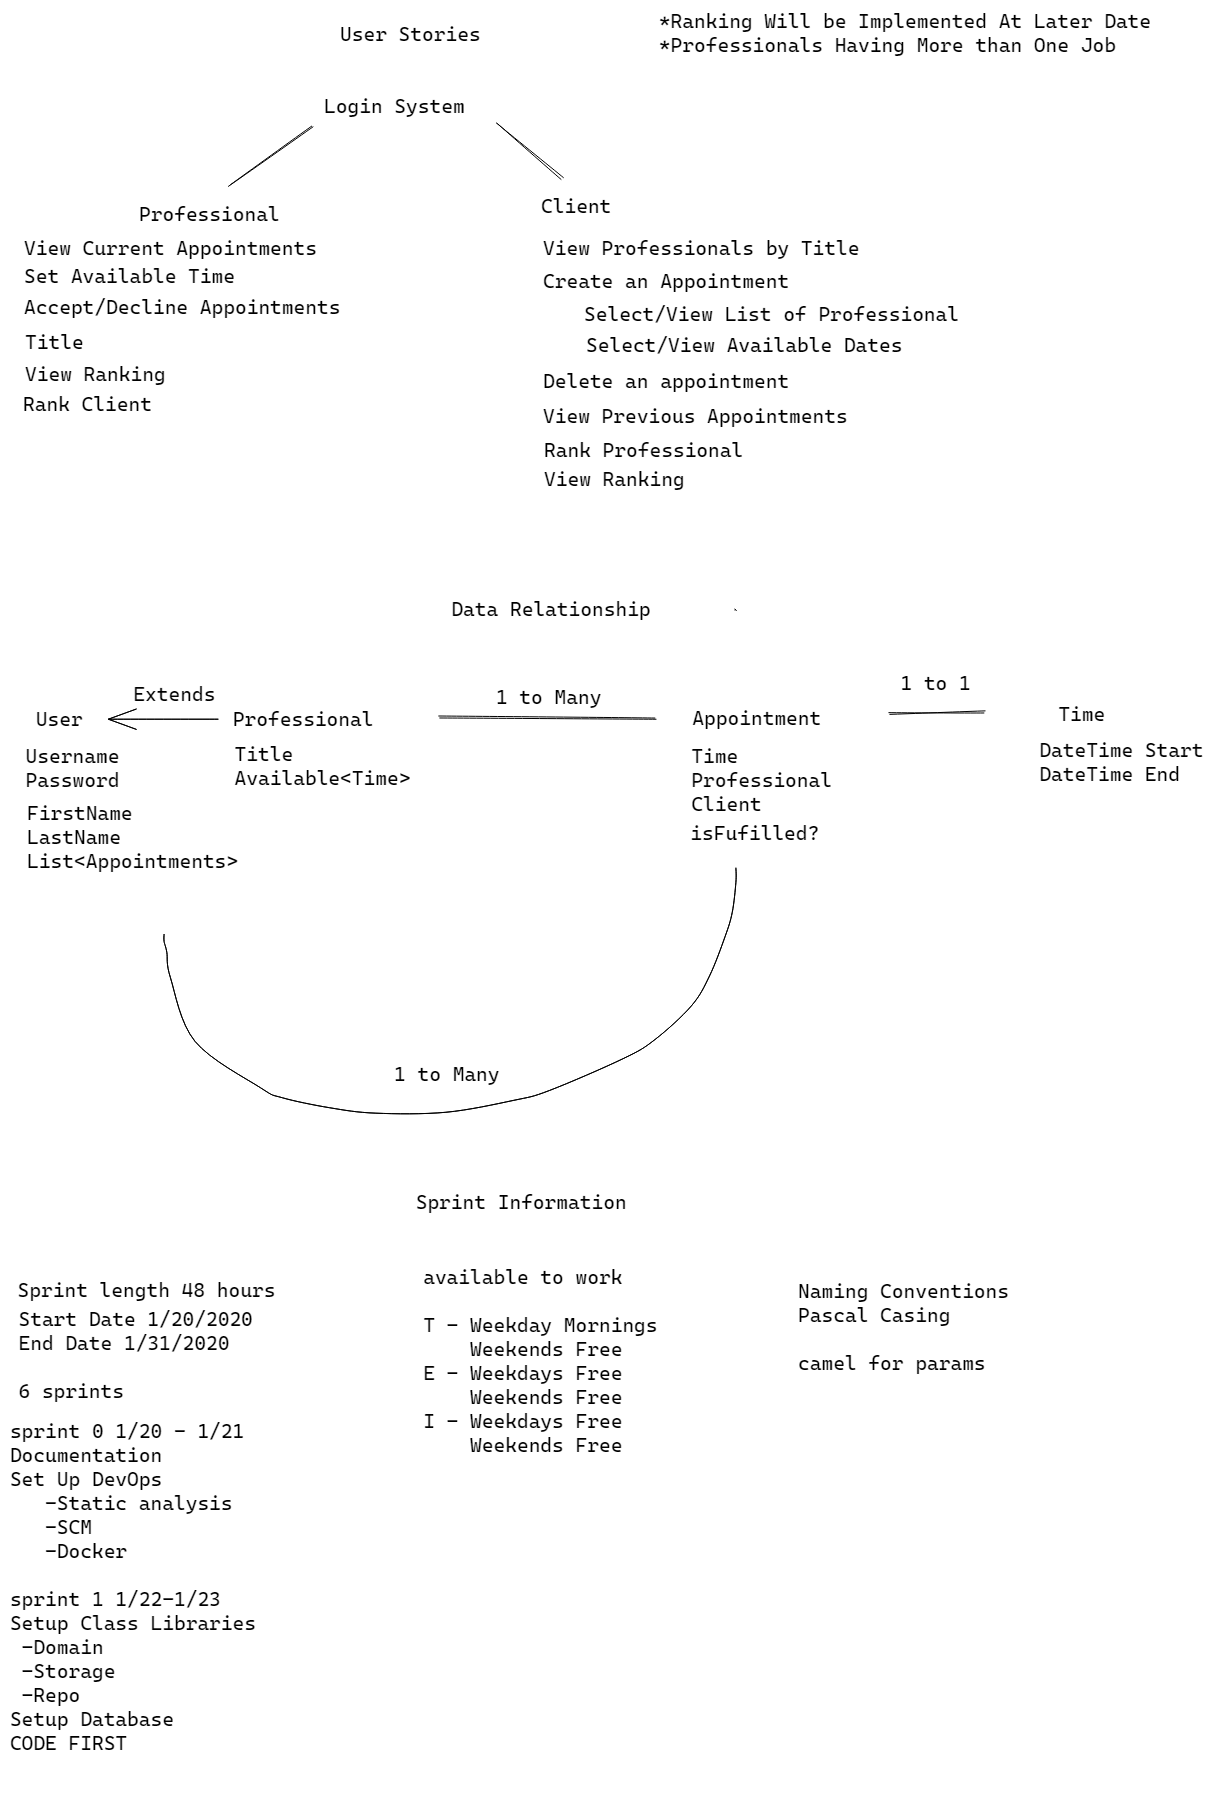 User Stories
*Ranking Will be Implemented At Later Date
*Professionals Having More than One Job
Login System
Professional
View Current Appointments
Set Available Time
Accept/Decline Appointments
Title
View Ranking
Rank Client
Client
View Professionals by Title
Create an Appointment
Select/View List of Professional
Select/View Available Dates
Delete an appointment
View Previous Appointments
Rank Professional
View Ranking
Data Relationship
User
Username
Password
FirstName
LastName
List<Appointments>
Extends
Professional
Title
Available<Time>
1 to Many
Appointment
Time
Professional
Client
isFufilled?
1 to 1
Time
DateTime Start
DateTime End
1 to Many
Sprint Information
Sprint length 48 hours
Start Date 1/20/2020
End Date 1/31/2020
6 sprints
sprint 0 1/20 - 1/21
Documentation
Set Up DevOps
-Static analysis
-SCM
-Docker
sprint 1 1/22-1/23
Setup Class Libraries
-Domain
-Storage
-Repo
Setup Database
CODE FIRST
available to work
T - Weekday Mornings
Weekends Free
E - Weekdays Free
Weekends Free
I - Weekdays Free
Weekends Free
Naming Conventions
Pascal Casing
camel for params